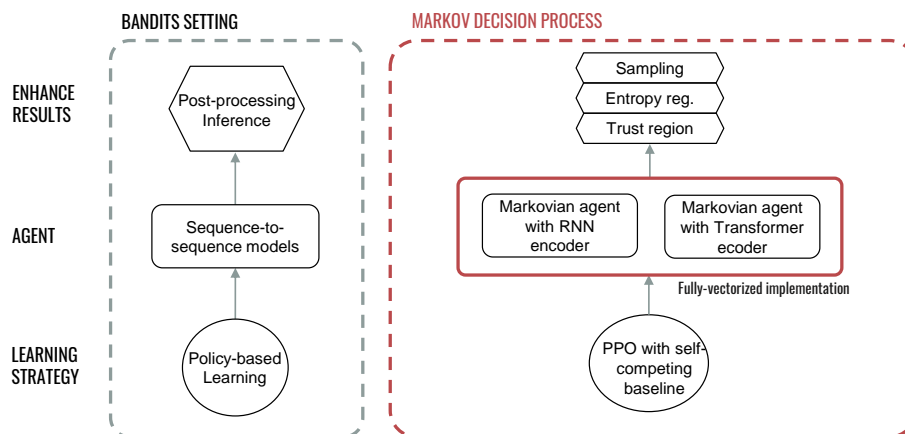 BANDITS SETTING
MARKOV DECISION PROCESS
ENHANCE
RESULTS
Post-processing
Inference
Sampling
Entropy reg.
Trust region
AGENT
Sequence-to-
sequence models
Markovian agent
with RNN
encoder
Markovian agent
with Transformer
ecoder
Fully-vectorized implementation
LEARNING
STRATEGY
Policy-based
Learning
PPO with self-
competing
baseline